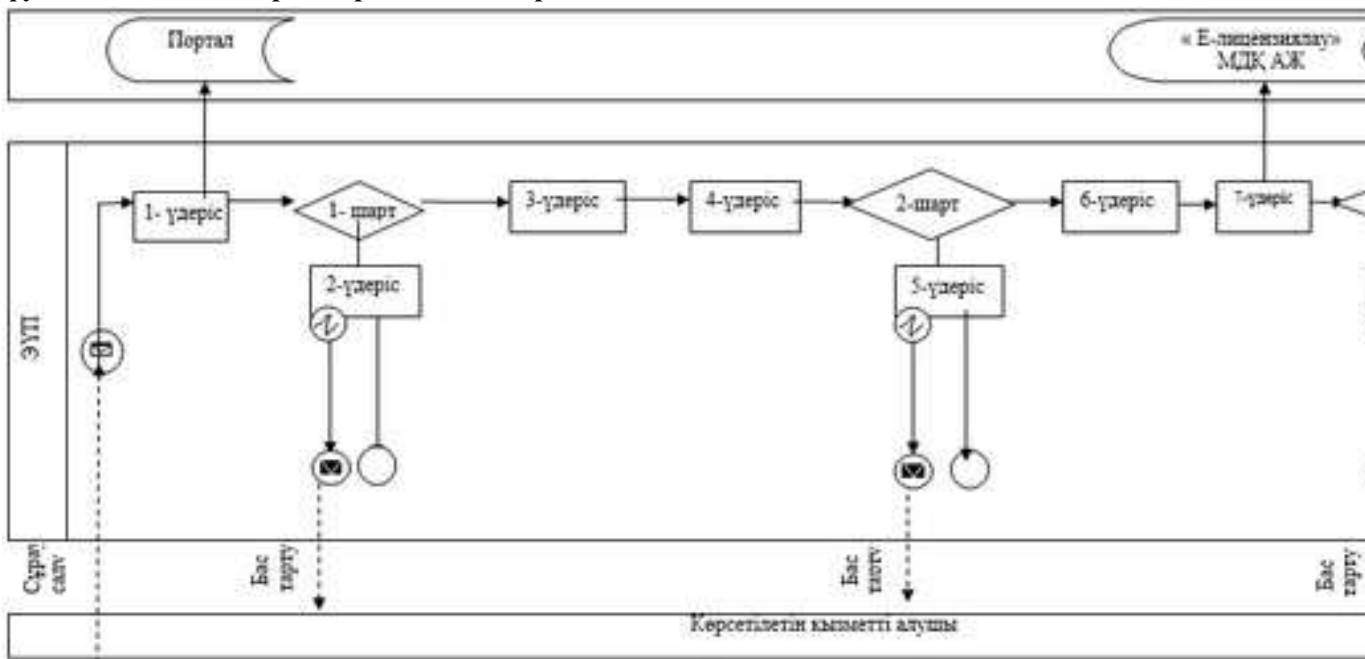 Портал
« Е-лицензиялау»
МДҚ АЖ
1- үдеріс
1- шарт
3-үдеріс
4-үдеріс
2-шарт
6-үдеріс
7-үдеріс
2-үдеріс
5-үдеріс
ЭҮП
Сұрау
салу
Бас
тарту
Бас
тарту
Бас
тарту
Көрсетілетін қызметті алушы